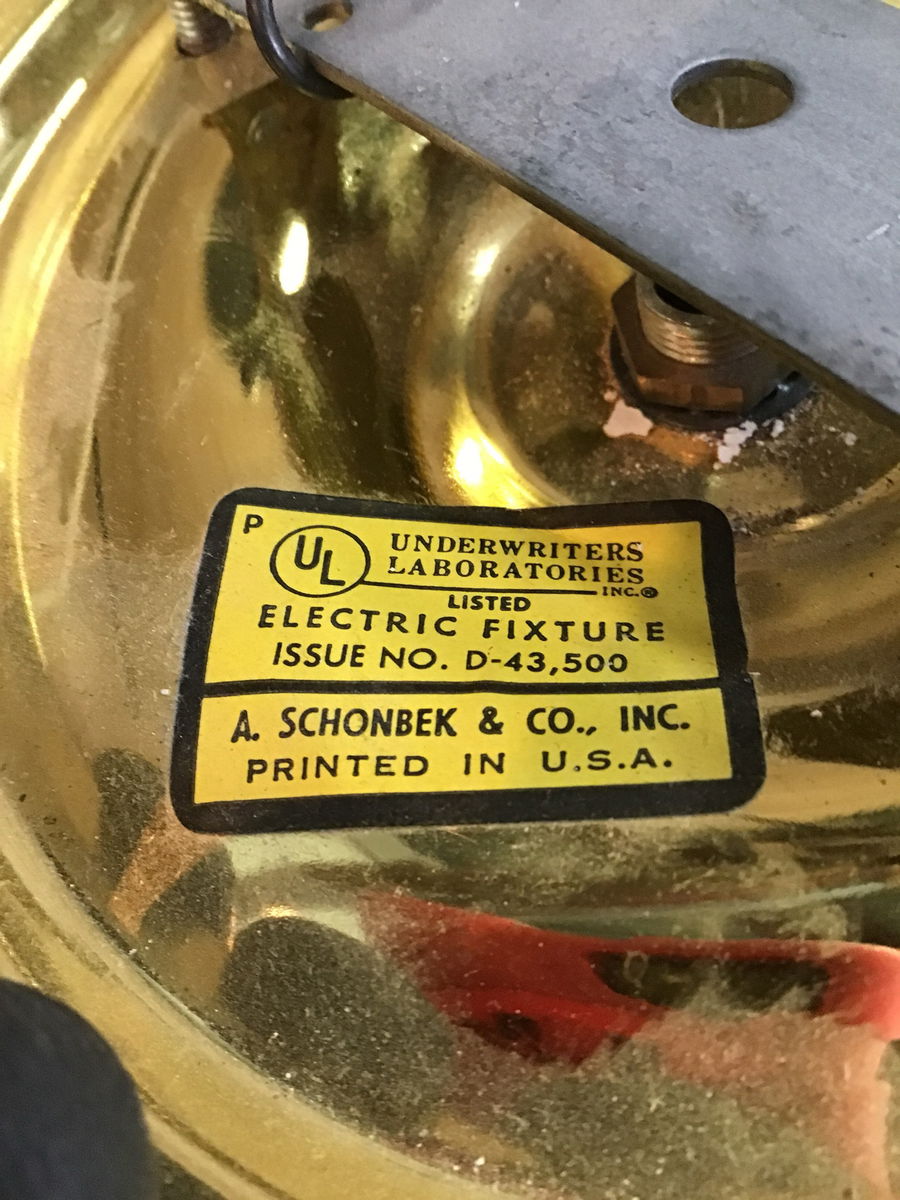 P
UL UNDERWRITERS
LABORATORIES
INC.®
LISTED
ELECTRIC FIXTURE
ISSUE NO. D-43,500
A. SCHONBEK & CO., INC.
PRINTED IN U.S.A.